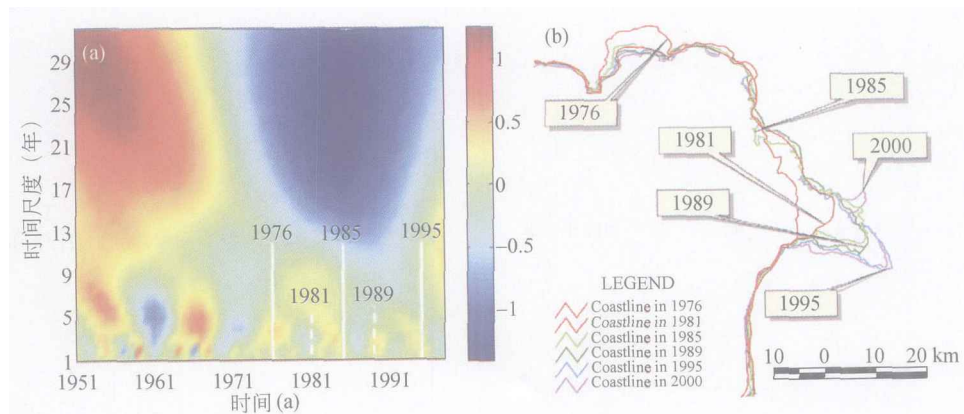 (a)
时间尺度 (年)
29
25
21
17
13
9
5
1
1951
1961
1971
1981
1991
时间 (a)
1976
1985
1995
1981
1989
1
0.5
0
−0.5
−1
(b)
1976
1985
1981
2000
1989
1995
LEGEND
Coastline in 1976
Coastline in 1981
Coastline in 1985
Coastline in 1989
Coastline in 1995
Coastline in 2000
10 0 10 20 km